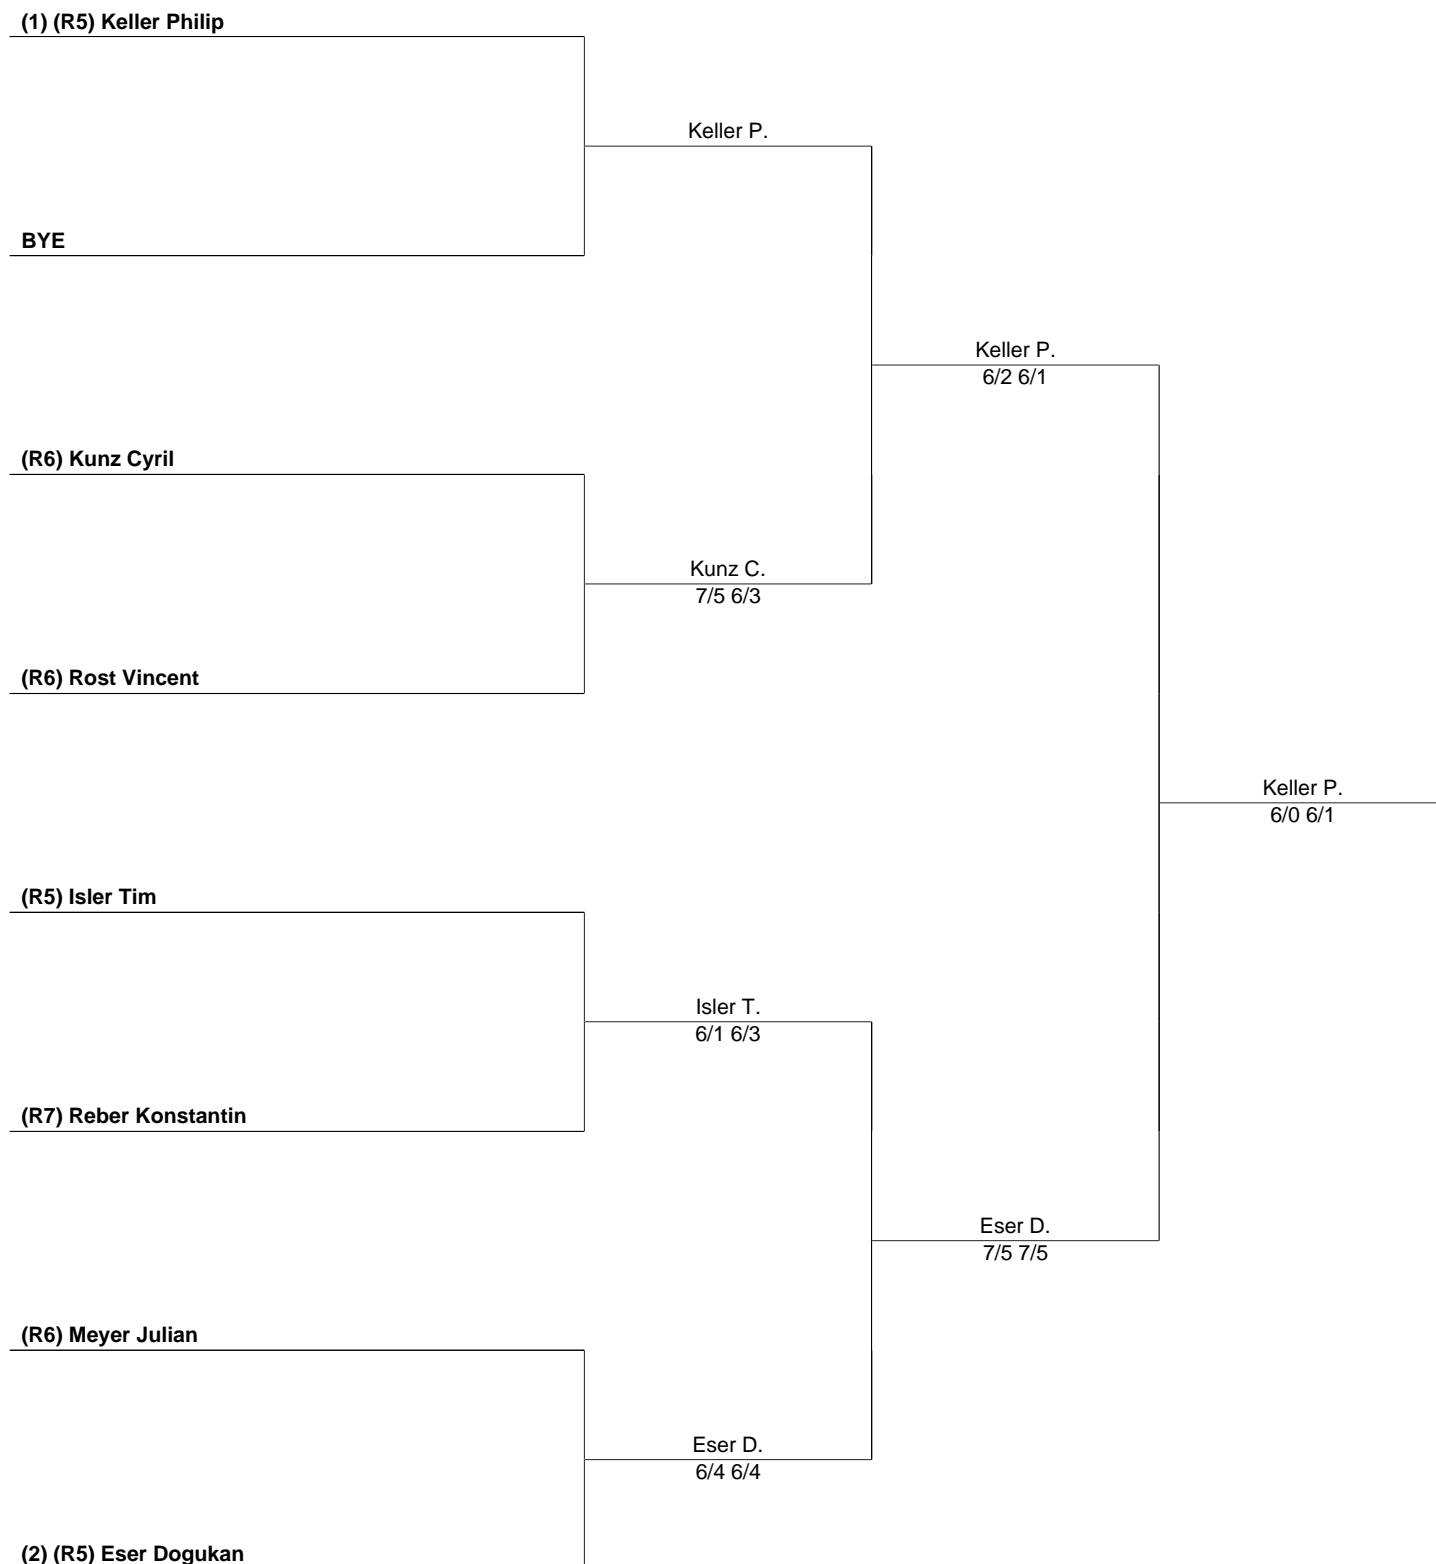 (1) (R5) Keller Philip
Keller P.
BYE
Keller P.
6/2 6/1
(R6) Kunz Cyril
Kunz C.
7/5 6/3
(R6) Rost Vincent
Keller P.
6/0 6/1
(R5) Isler Tim
Isler T.
6/1 6/3
(R7) Reber Konstantin
Eser D.
7/5 7/5
(R6) Meyer Julian
Eser D.
6/4 6/4
(2) (R5) Eser Dogukan